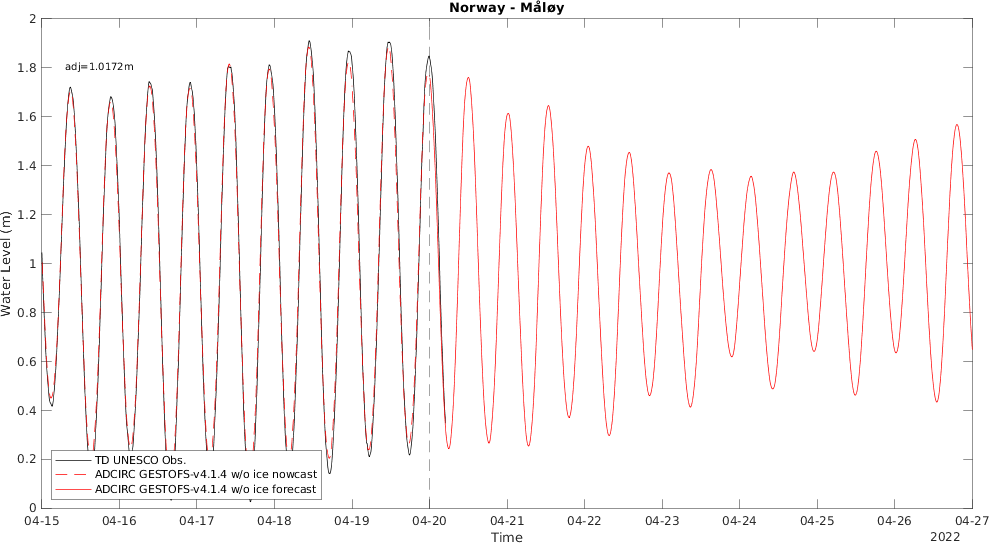 Norway - Måløy
adj=1.0172m
Water Level (m)
2
1.8
1.6
1.4
1.2
1
0.8
0.6
0.4
0.2
0
TD UNESCO Obs.
ADCIRC GESTOFS-v4.1.4 w/o ice nowcast
ADCIRC GESTOFS-v4.1.4 w/o ice forecast
04-15 04-16 04-17 04-18 04-19 04-20 04-21 04-22 04-23 04-24 04-25 04-26 04-27
Time
2022